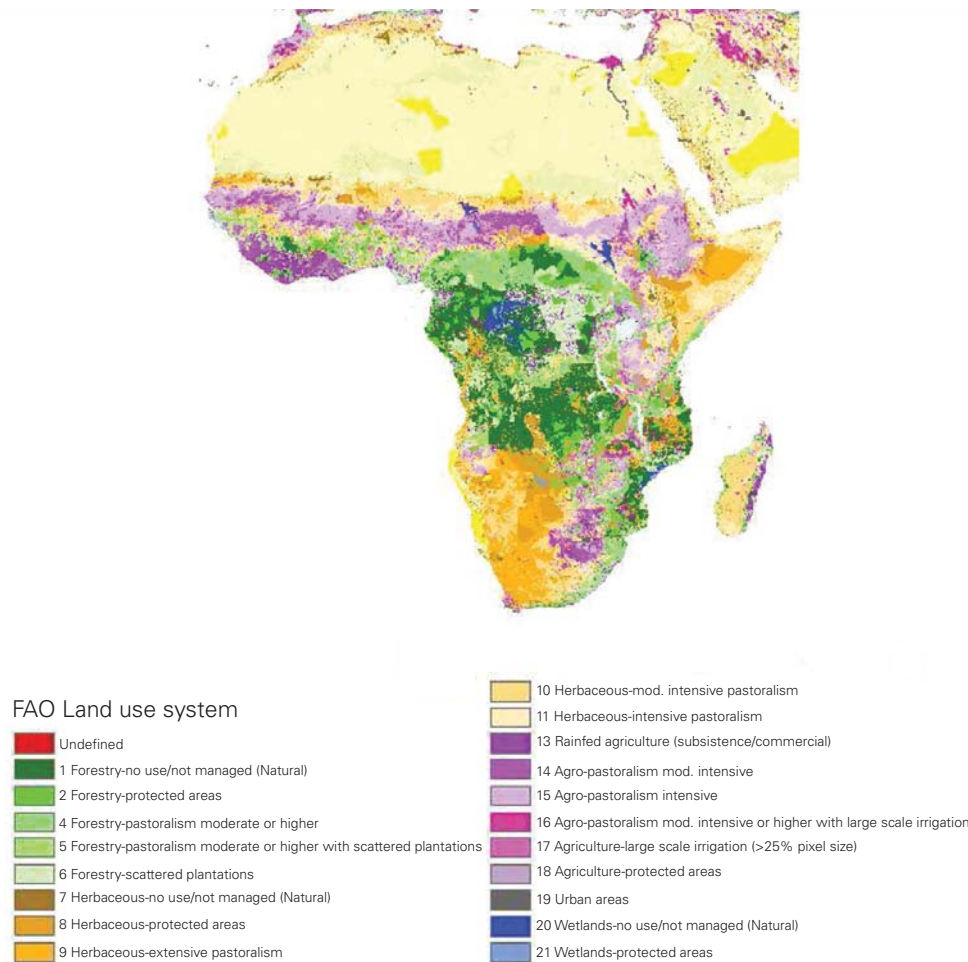 FAO Land use system
Undefined
1 Forestry-no use/not managed (Natural)
2 Forestry-protected areas
4 Forestry-pastoralism moderate or higher
5 Forestry-pastoralism moderate or higher with scattered plantations
6 Forestry-scattered plantations
7 Herbaceous-no use/not managed (Natural)
8 Herbaceous-protected areas
9 Herbaceous-extensive pastoralism
10 Herbaceous-mod. intensive pastoralism
11 Herbaceous-intensive pastoralism
13 Rainfed agriculture (subsistence/commercial)
14 Agro-pastoralism mod. intensive
15 Agro-pastoralism intensive
16 Agro-pastoralism mod. intensive or higher with large scale irrigation
17 Agriculture-large scale irrigation (>25% pixel size)
18 Agriculture-protected areas
19 Urban areas
20 Wetlands-no use/not managed (Natural)
21 Wetlands-protected areas